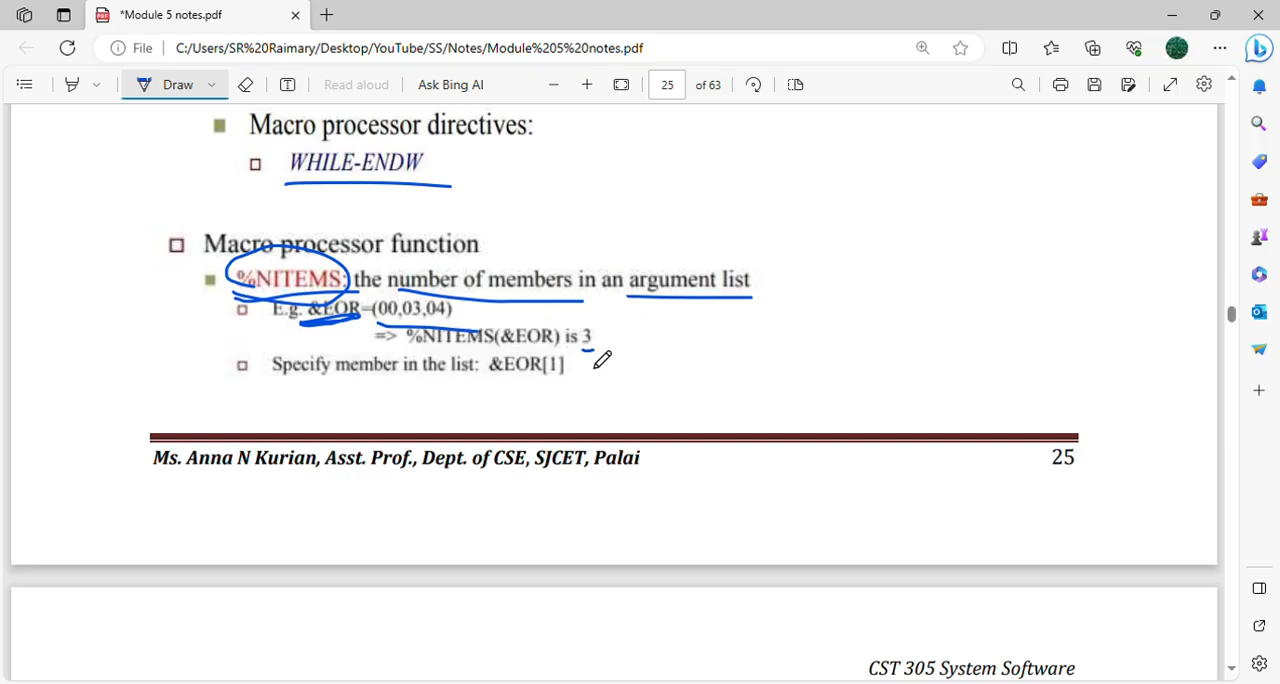 *Module 5 notes.pdf
File C:/Users/SR%20Raimary/Desktop/YouTube/SS/Notes/Module%205%20notes.pdf
Draw Read aloud Ask Bing AI 25 of 63
Macro processor directives:
WHILE-ENDW
Macro processor function
%NITEMS: the number of members in an argument list
E.g. &EOR=(00,03,04)
=> %NITEMS(&EOR) is 3
Specify member in the list: &EOR[1]
Ms. Anna N Kurian, Asst. Prof., Dept. of CSE, SJCET, Palai 25
CST 305 System Software